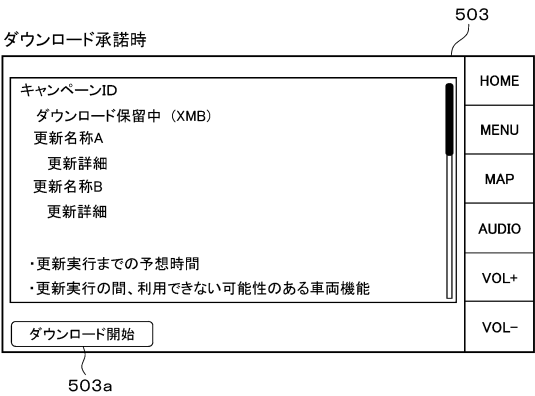 503
ダウンロード承諾時
キャンペーンID
ダウンロード保留中（XMB）
更新名称A
更新詳細
更新名称B
更新詳細
・更新実行までの予想時間
・更新実行の間、利用できない可能性のある車両機能
ダウンロード開始
HOME
MENU
MAP
AUDIO
VOL+
VOL−
503a